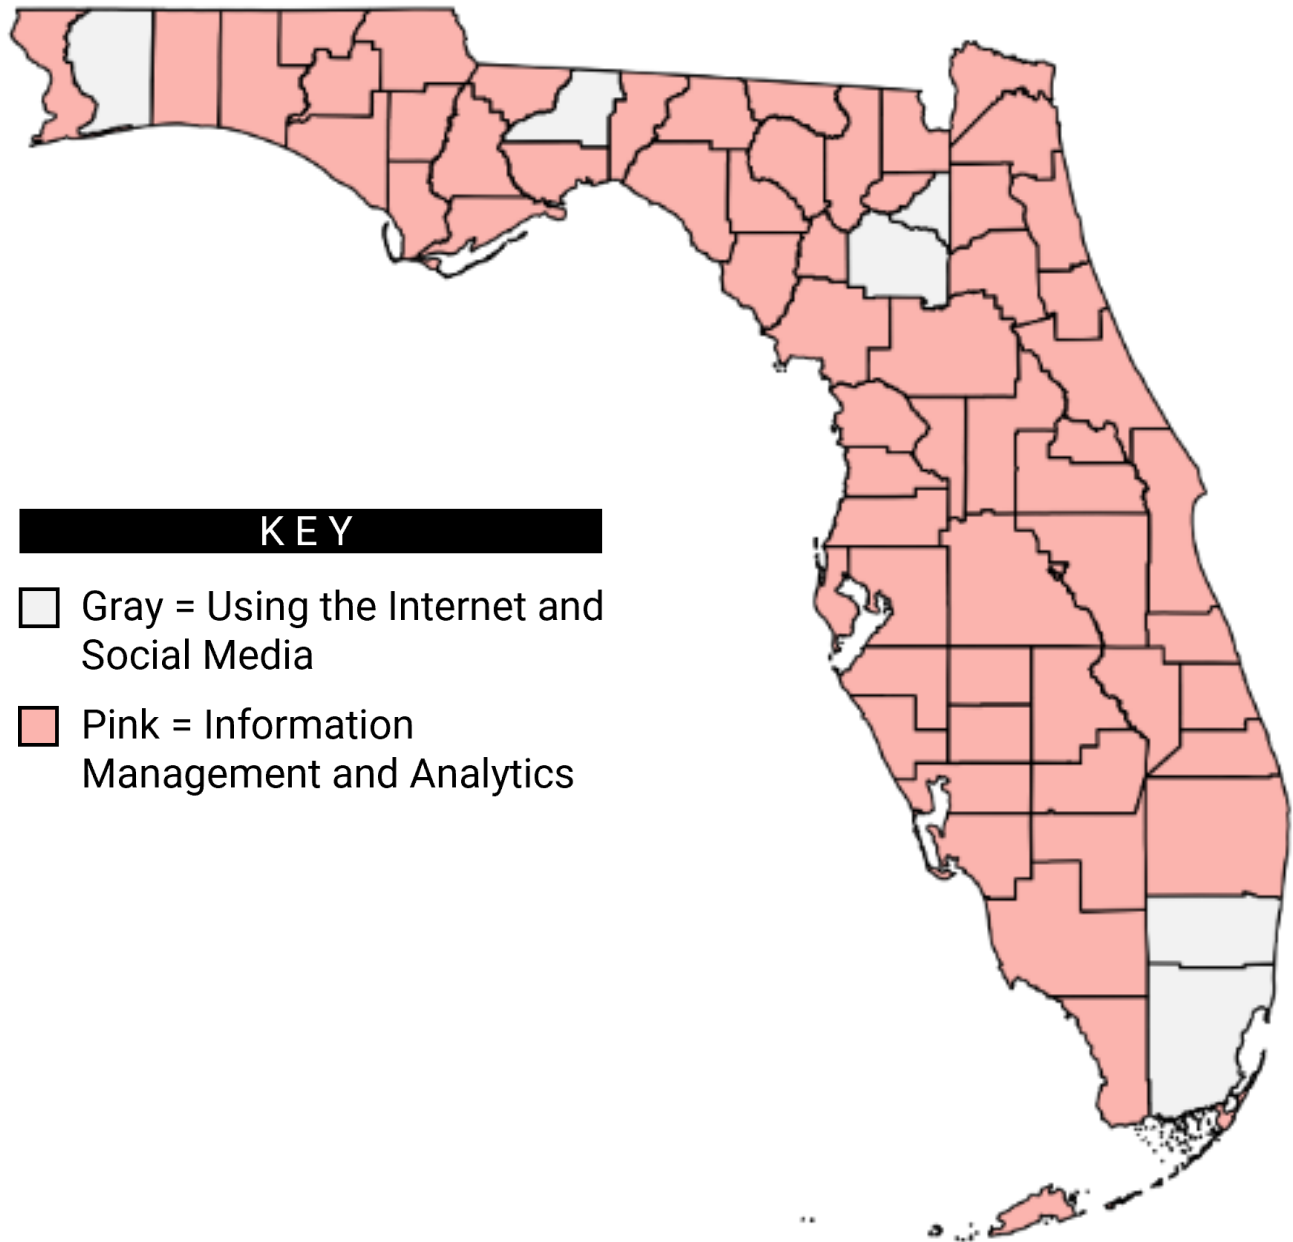 KEY
Gray = Using the Internet and
Social Media
Pink = Information
Management and Analytics